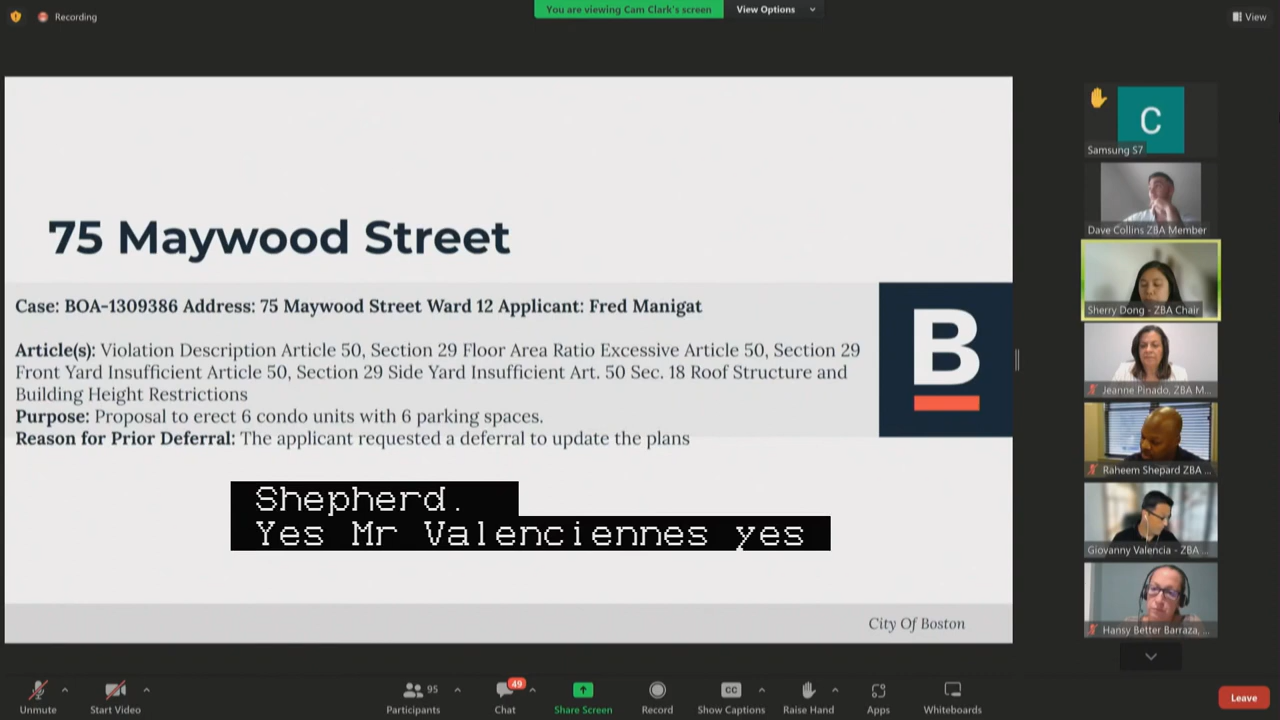 Recording
You are viewing Cam Clark's screen
View Options
View
75 Maywood Street
Case: BOA-1309386 Address: 75 Maywood Street Ward 12 Applicant: Fred Manigat
Article(s): Violation Description Article 50, Section 29 Floor Area Ratio Excessive Article 50, Section 29
Front Yard Insufficient Article 50, Section 29 Side Yard Insufficient Art. 50 Sec. 18 Roof Structure and
Building Height Restrictions
Purpose: Proposal to erect 6 condo units with 6 parking spaces.
Reason for Prior Deferral: The applicant requested a deferral to update the plans
B
Shepherd.
Yes Mr Valenciennes yes
City Of Boston
C
Samsung S7
Dave Collins ZBA Member
Sherry Dong - ZBA Chair
Jeanne Pinado, ZBA M...
Raheem Shepard ZBA ...
Giovanny Valencia - ZBA ...
Hansy Better Barraza, ...
Unmute
Start Video
95
Participants
49
Chat
Share Screen
Record
CC
Show Captions
Raise Hand
Apps
Whiteboards
Leave